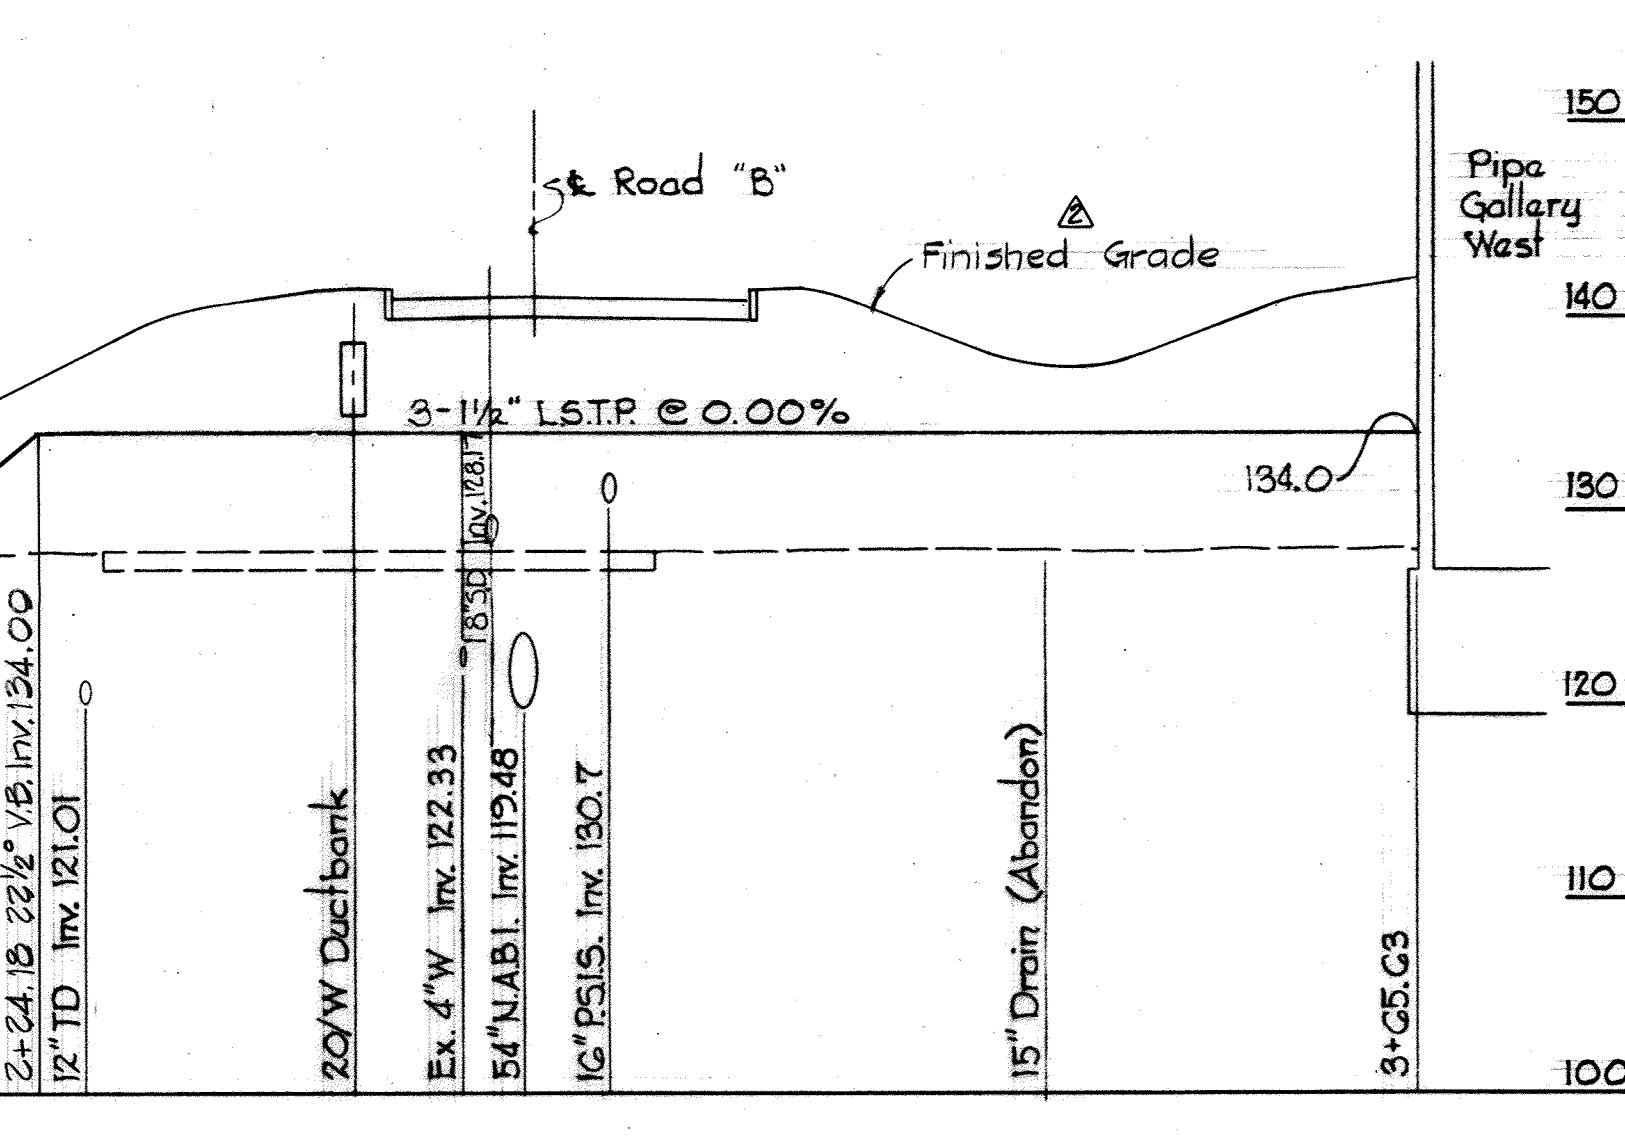 150
Pipe
Gallery
West
℄ Road "B"
2
Finished Grade
140
3-1½" L.S.T.P. @ 0.00%
134.0
130
120
110
100
2+24.18 22½° V.B. Inv. 134.00
12" TD Inv. 121.01
20/W Ductbank
Ex. 4" W Inv. 122.33
18" S.D. Inv. 128.17
54" N.A.B.I. Inv. 119.48
16" P.S.I.S. Inv. 130.7
15" Drain (Abandon)
3+65.63